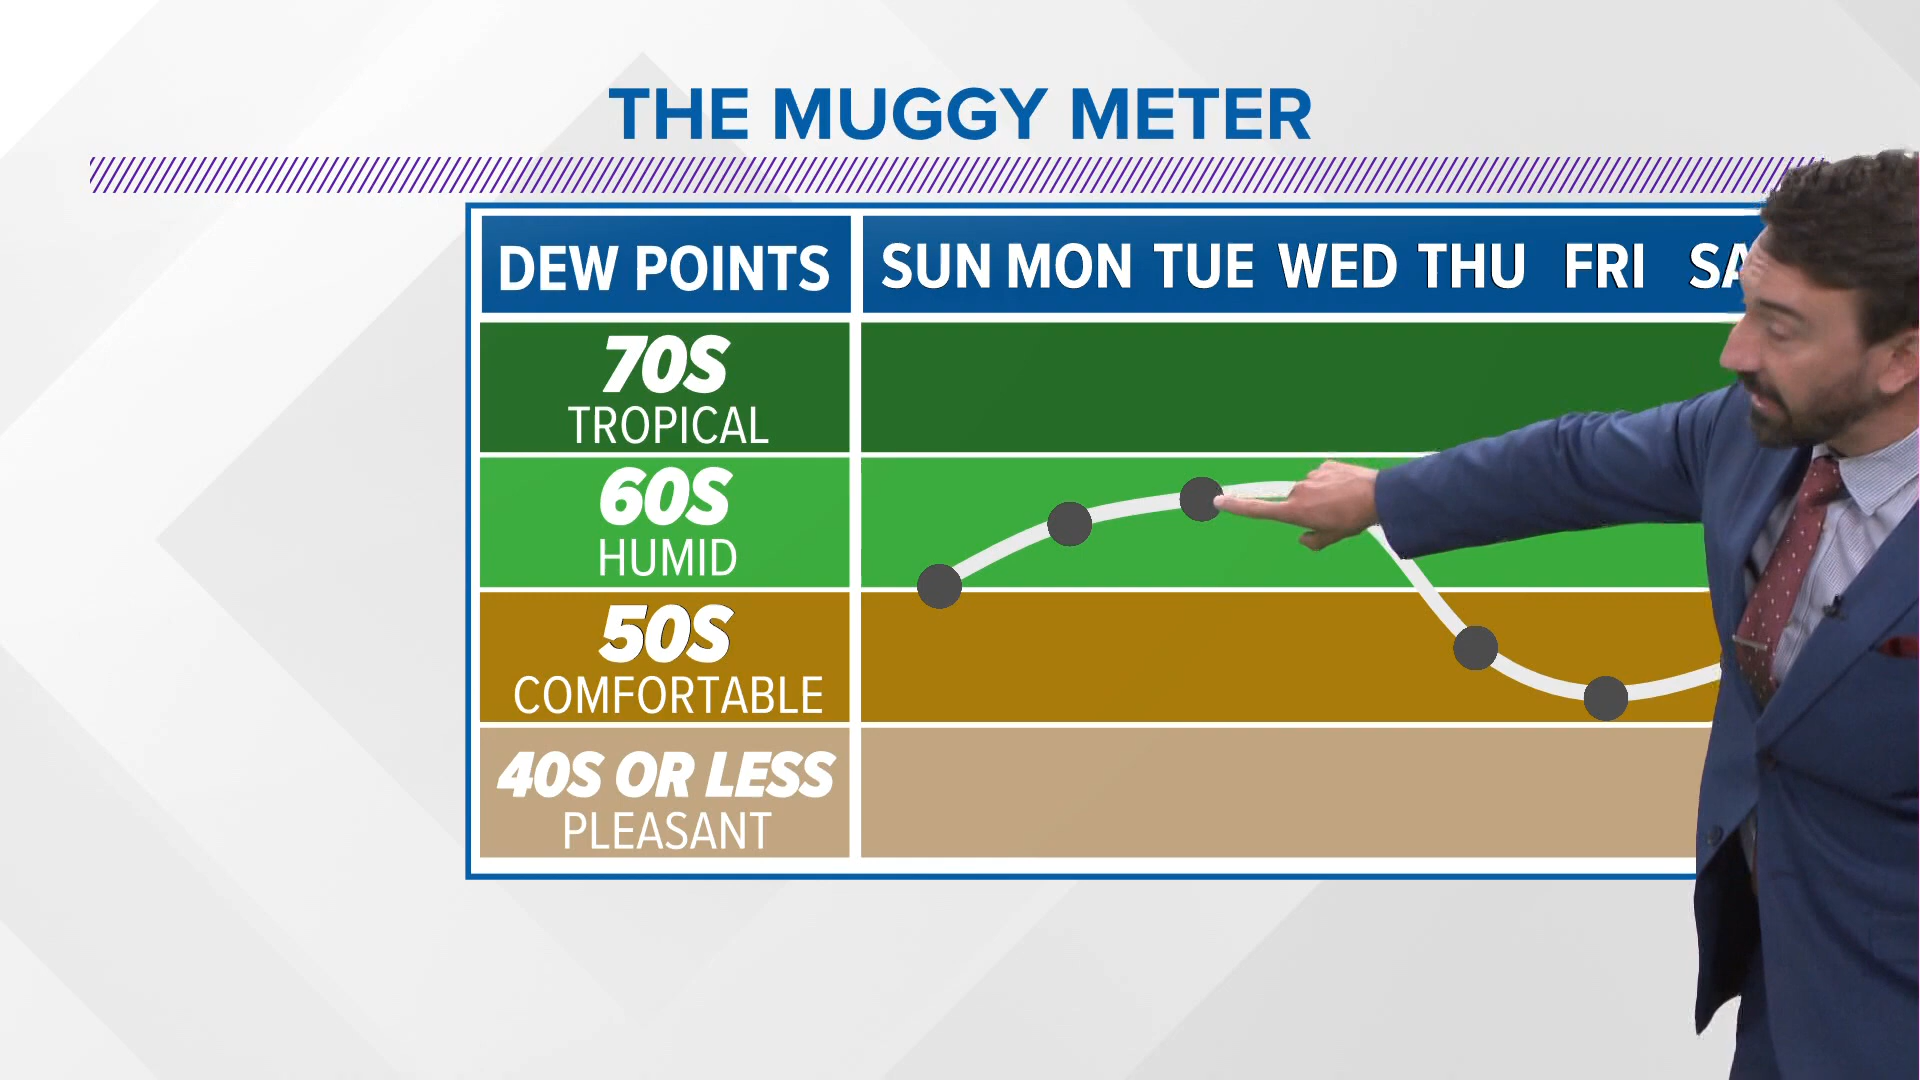 THE MUGGY METER
DEW POINTS SUN MON TUE WED THU FRI SA
70S
TROPICAL
60S
HUMID
50S
COMFORTABLE
40S OR LESS
PLEASANT